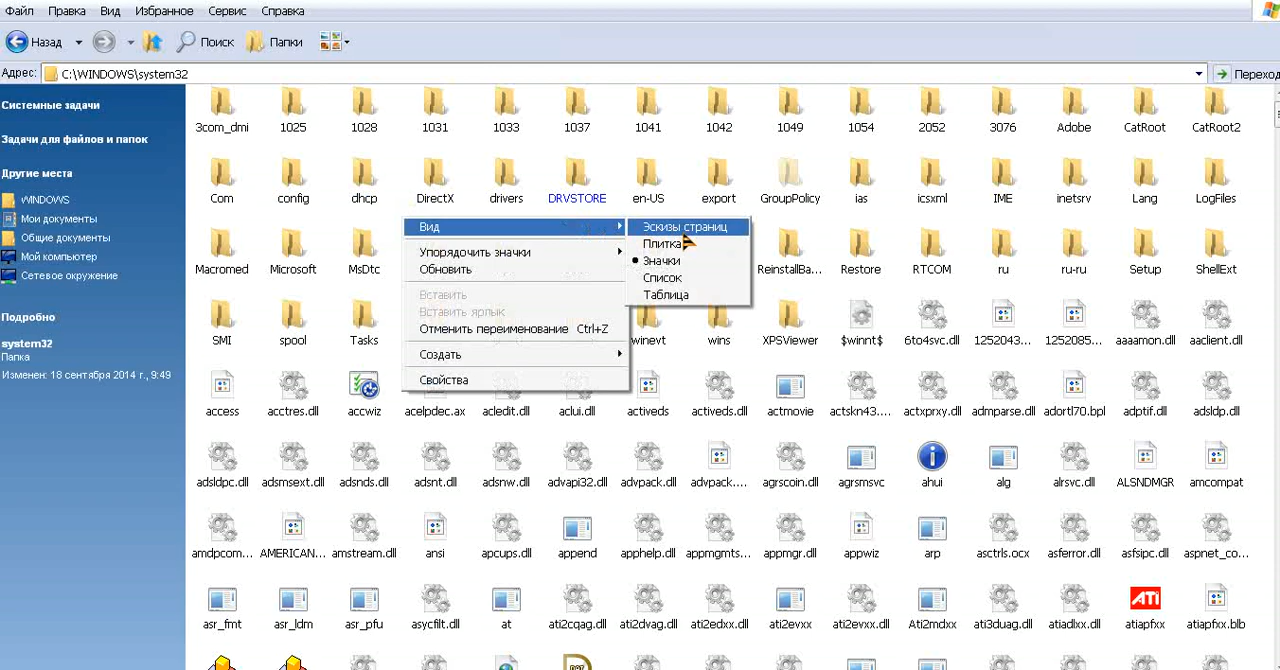 Файл Правка Вид Избранное Сервис Справка
Назад Поиск Папки
Адрес: C:\WINDOWS\system32 Переход
Системные задачи
Задачи для файлов и папок
Другие места
WINDOWS
Мои документы
Общие документы
Мой компьютер
Сетевое окружение
Подробно
system32
Папка
Изменен: 18 сентября 2014 г., 9:49
3com_dmi 1025 1028 1031 1033 1037 1041 1042 1049 1054 2052 3076 Adobe CatRoot CatRoot2
Com config dhcp DirectX drivers DRVSTORE en-US export GroupPolicy ias icsxml IME inetsrv Lang LogFiles
Macromed Microsoft MsDtc ReinstallBa... Restore RTCOM ru ru-ru Setup ShellExt
SMI spool Tasks winevt wins XPSViewer $winnt$ 6to4svc.dll 1252043... 1252085... aaaamon.dll aaclient.dll
access acctres.dll accwiz acelpdec.ax acledit.dll aclui.dll activeds activeds.dll actmovie actskn43... actxprxy.dll admparse.dll adortl70.bpl adptif.dll adsldp.dll
adsldpc.dll adsmsext.dll adsnds.dll adsnt.dll adsnw.dll advapi32.dll advpack.dll advpack.... agrscoin.dll agrsmsvc ahui alg alrsvc.dll ALSNDMGR amcompat
amdpcom... AMERICAN... amstream.dll ansi apcups.dll append apphelp.dll appmgmts... appmgr.dll appwiz arp asctrls.ocx asferror.dll asfsipc.dll aspnet_co...
asr_fmt asr_ldm asr_pfu asycfilt.dll at ati2cqag.dll ati2dvag.dll ati2edxx.dll ati2evxx ati2evxx.dll Ati2mdxx ati3duag.dll atiadlxx.dll atiapfxx atiapfxx.blb
ATI
Вид
Упорядочить значки
Обновить
Вставить
Вставить ярлык
Отменить переименование Ctrl+Z
Создать
Свойства
Эскизы страниц
Плитка
Значки
Список
Таблица